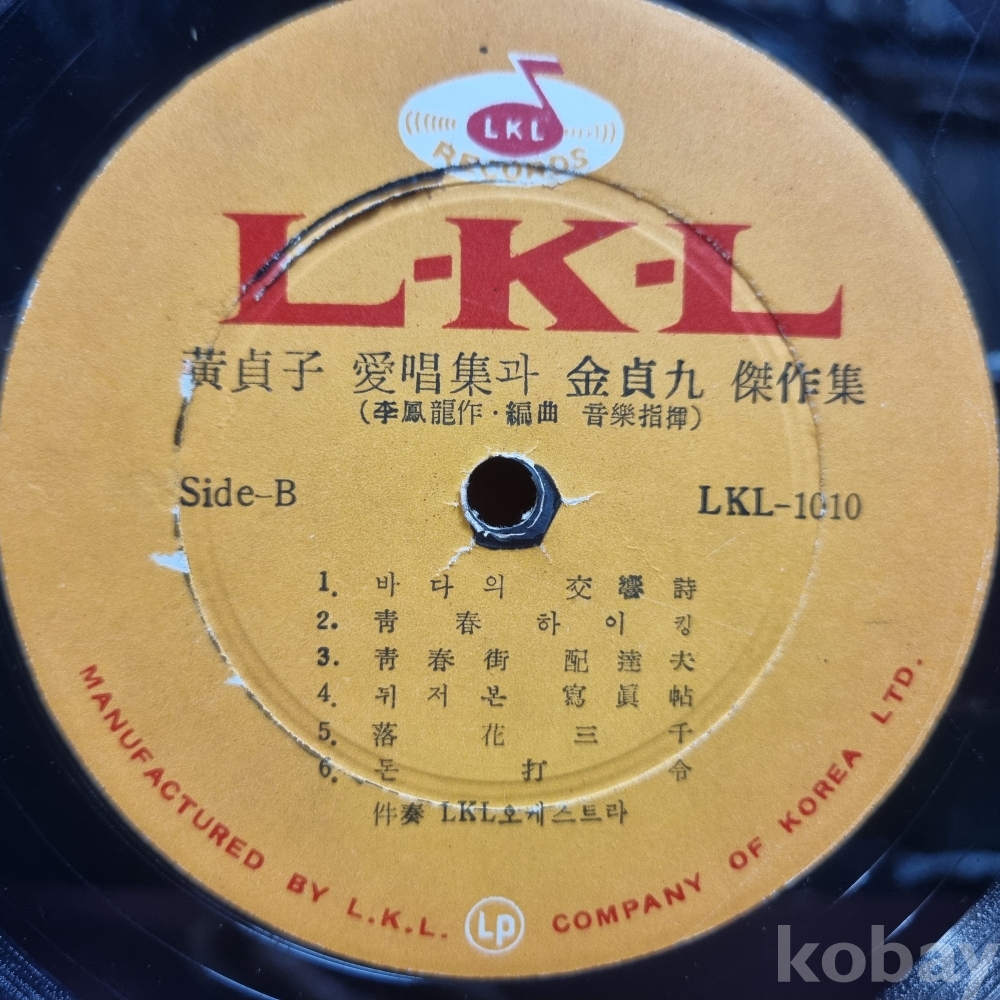 LKL
RECORDS
L-K-L
黃貞子 愛唱集과 金貞九 傑作集
(李鳳龍作·編曲 音樂指揮)
Side-B
LKL-1010
1. 바다의 交響詩
2. 靑春하이킹
3. 靑春街 配達夫
4. 뒤저본 寫眞帖
5. 落花三千
6. 돈打令
伴奏 LKL오케스트라
MANUFACTURED BY L.K.L. LP COMPANY OF KOREA LTD.
kobay